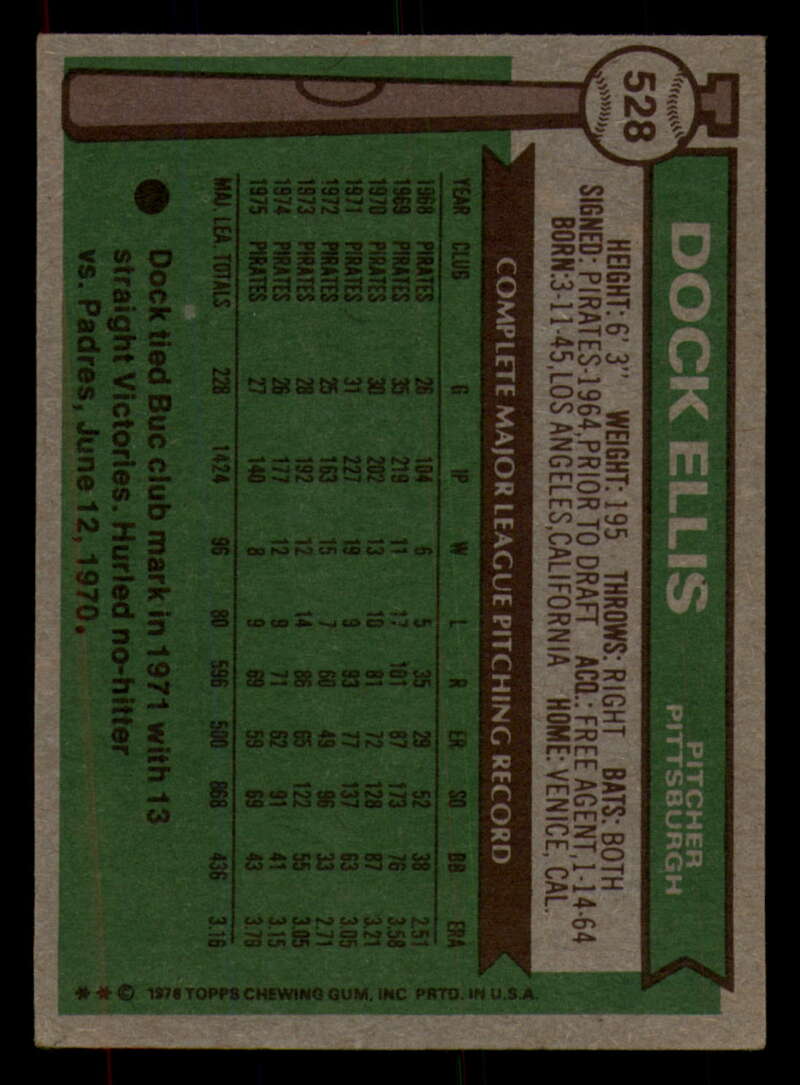 528
DOCK ELLIS
PITCHER
PITTSBURGH
HEIGHT: 6' 3" WEIGHT: 195 THROWS: RIGHT BATS: BOTH
SIGNED: PIRATES-1964, PRIOR TO DRAFT ACQ.: FREE AGENT, 1-14-64
BORN: 3-11-45, LOS ANGELES, CALIFORNIA HOME: VENICE, CAL.
COMPLETE MAJOR LEAGUE PITCHING RECORD
YEAR CLUB G IP W L R ER SO BB ERA
1968 PIRATES 26 104 6 5 35 29 52 38 2.51
1969 PIRATES 35 219 11 17 101 87 173 76 3.58
1970 PIRATES 30 202 13 10 81 72 128 87 3.21
1971 PIRATES 31 227 19 9 93 77 137 63 3.05
1972 PIRATES 25 163 15 7 60 49 96 33 2.71
1973 PIRATES 28 192 12 14 86 65 122 55 3.05
1974 PIRATES 26 177 12 9 71 62 91 41 3.15
1975 PIRATES 27 140 8 9 69 59 69 43 3.79
MAJ. LEA. TOTALS 228 1424 96 80 596 500 868 436 3.16
Dock tied Buc club mark in 1971 with 13
straight Victories. Hurled no-hitter
vs. Padres, June 12, 1970.
** © 1976 TOPPS CHEWING GUM, INC PRTD. IN U.S.A.